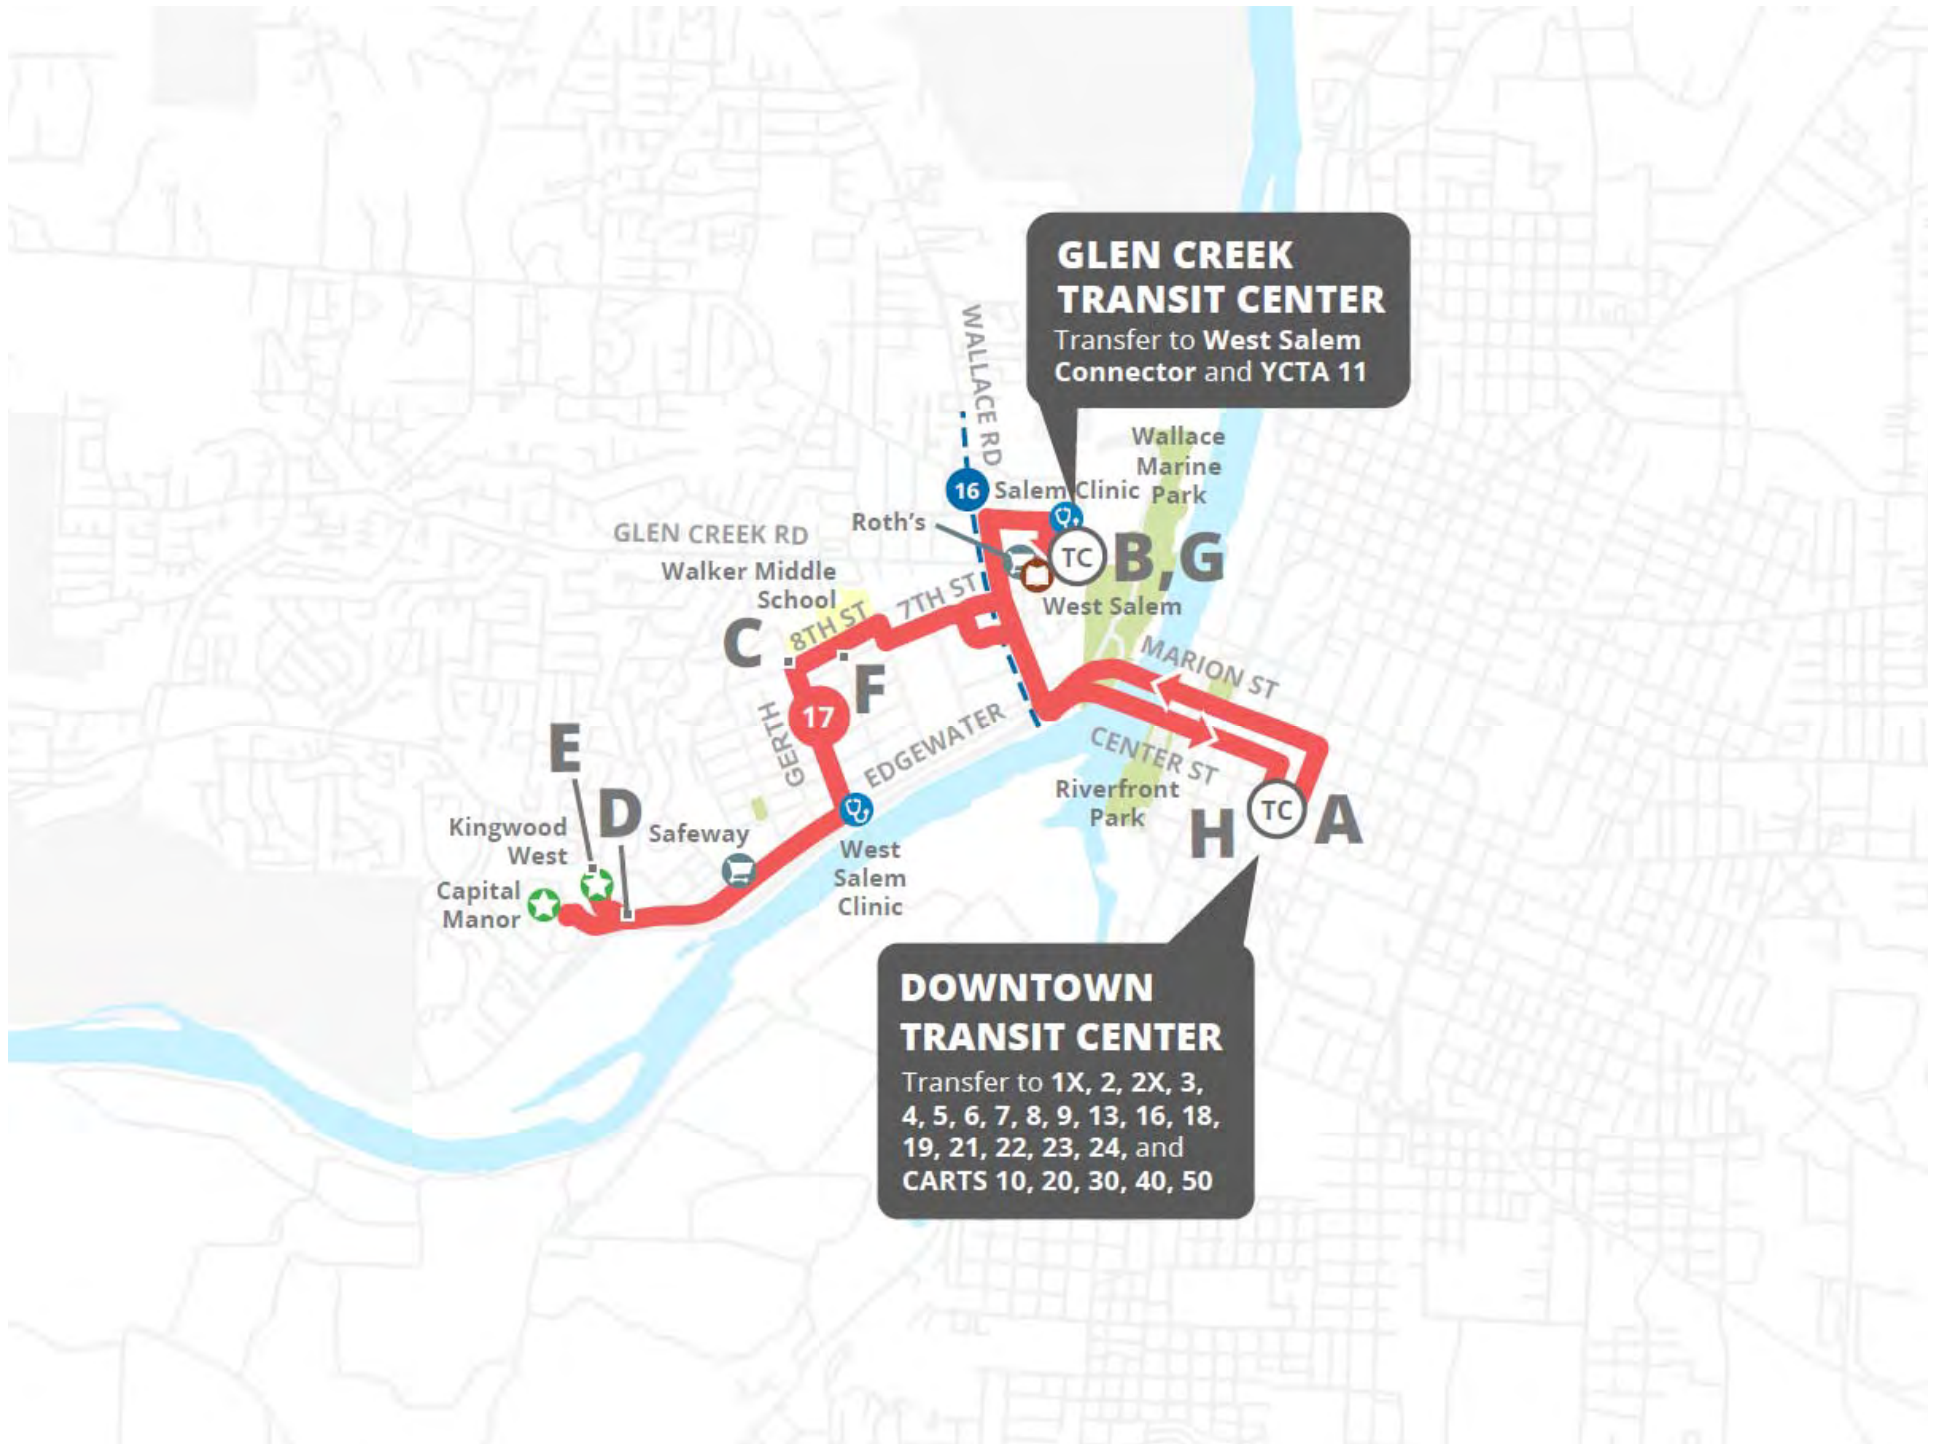 GLEN CREEK
TRANSIT CENTER
Transfer to West Salem
Connector and YCTA 11
WALLACE RD
Wallace
Marine
Park
16
Salem Clinic
Roth's
GLEN CREEK RD
TC
B,G
Walker Middle
School
7TH ST
8TH ST
West Salem
C
F
MARION ST
17
GERTH
EDGEWATER
CENTER ST
E
D
Riverfront
Park
H
TC
A
Kingwood
West
Safeway
Capital
Manor
West
Salem
Clinic
DOWNTOWN
TRANSIT CENTER
Transfer to 1X, 2, 2X, 3,
4, 5, 6, 7, 8, 9, 13, 16, 18,
19, 21, 22, 23, 24, and
CARTS 10, 20, 30, 40, 50